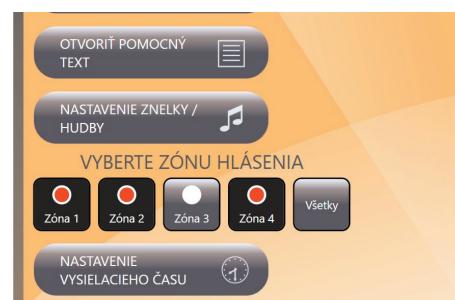 OTVORIŤ POMOCNÝ
TEXT
NASTAVENIE ZNELKY /
HUDBY
VYBERTE ZÓNU HLÁSENIA
Zóna 1 Zóna 2 Zóna 3 Zóna 4 Všetky
NASTAVENIE
VYSIELACIEHO ČASU